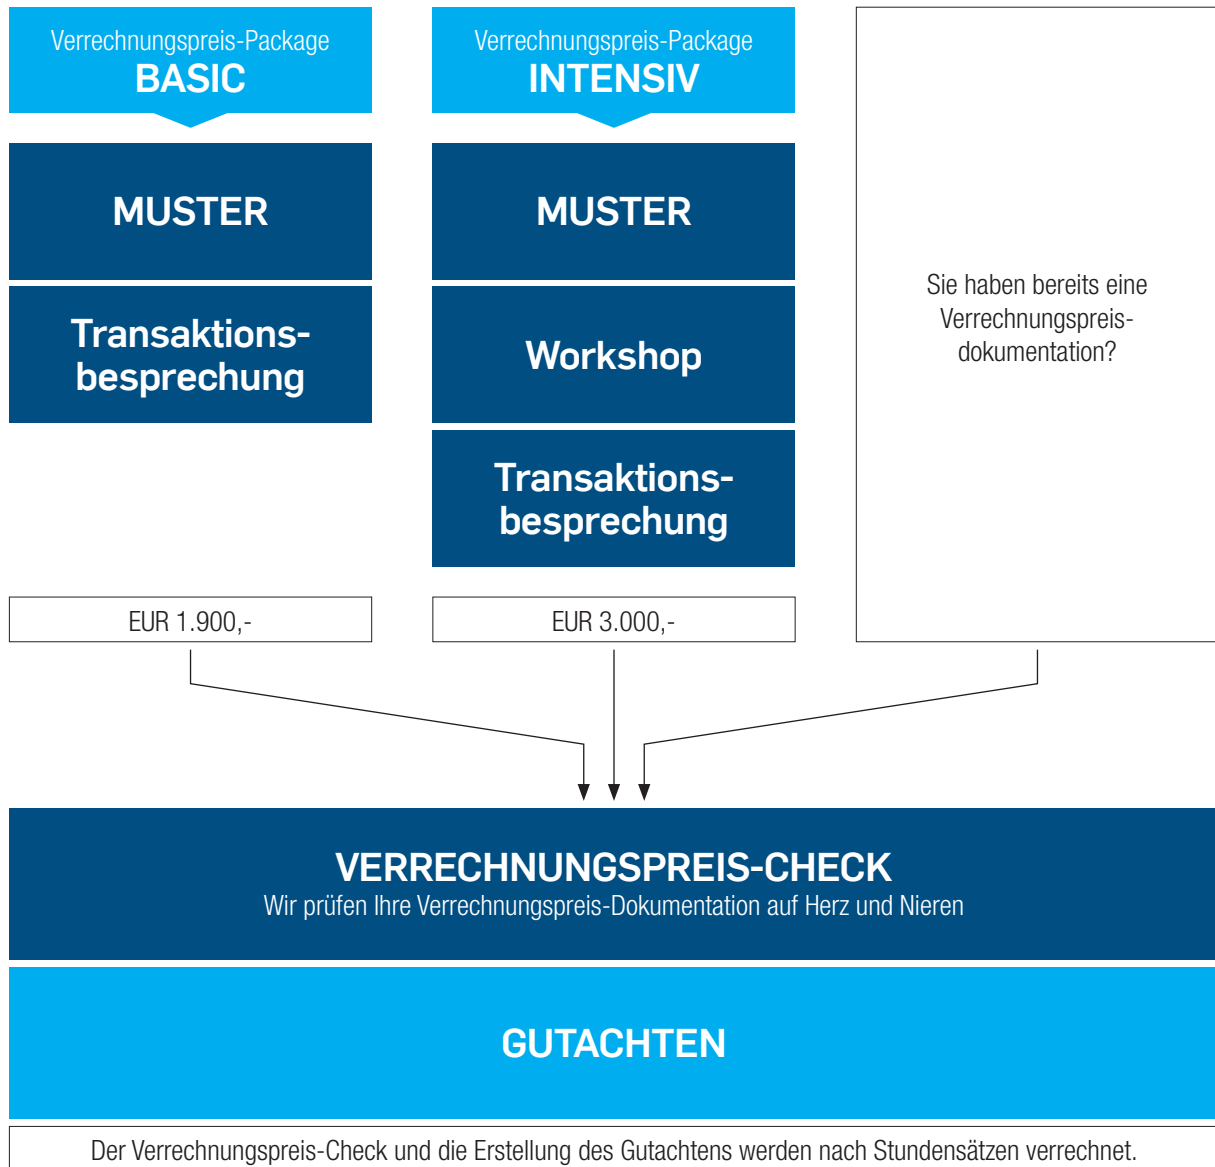 Verrechnungspreis-Package
BASIC
MUSTER
Transaktions-
besprechung
EUR 1.900,-
Verrechnungspreis-Package
INTENSIV
MUSTER
Workshop
Transaktions-
besprechung
EUR 3.000,-
Sie haben bereits eine
Verrechnungspreis-
dokumentation?
VERRECHNUNGSPREIS-CHECK
Wir prüfen Ihre Verrechnungspreis-Dokumentation auf Herz und Nieren
GUTACHTEN
Der Verrechnungspreis-Check und die Erstellung des Gutachtens werden nach Stundensätzen verrechnet.